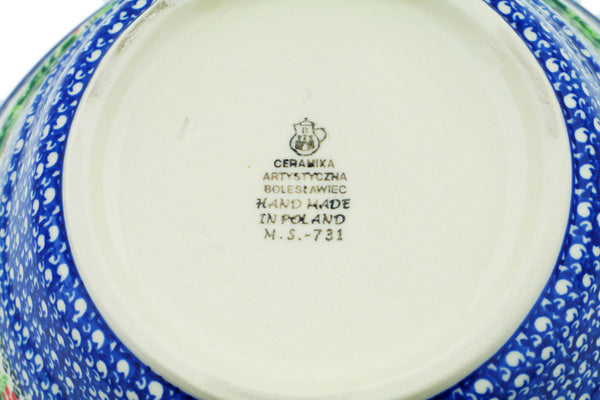 CERAMIKA
ARTYSTYCZNA
BOLESŁAWIEC
HAND MADE
IN POLAND
M.S.-731